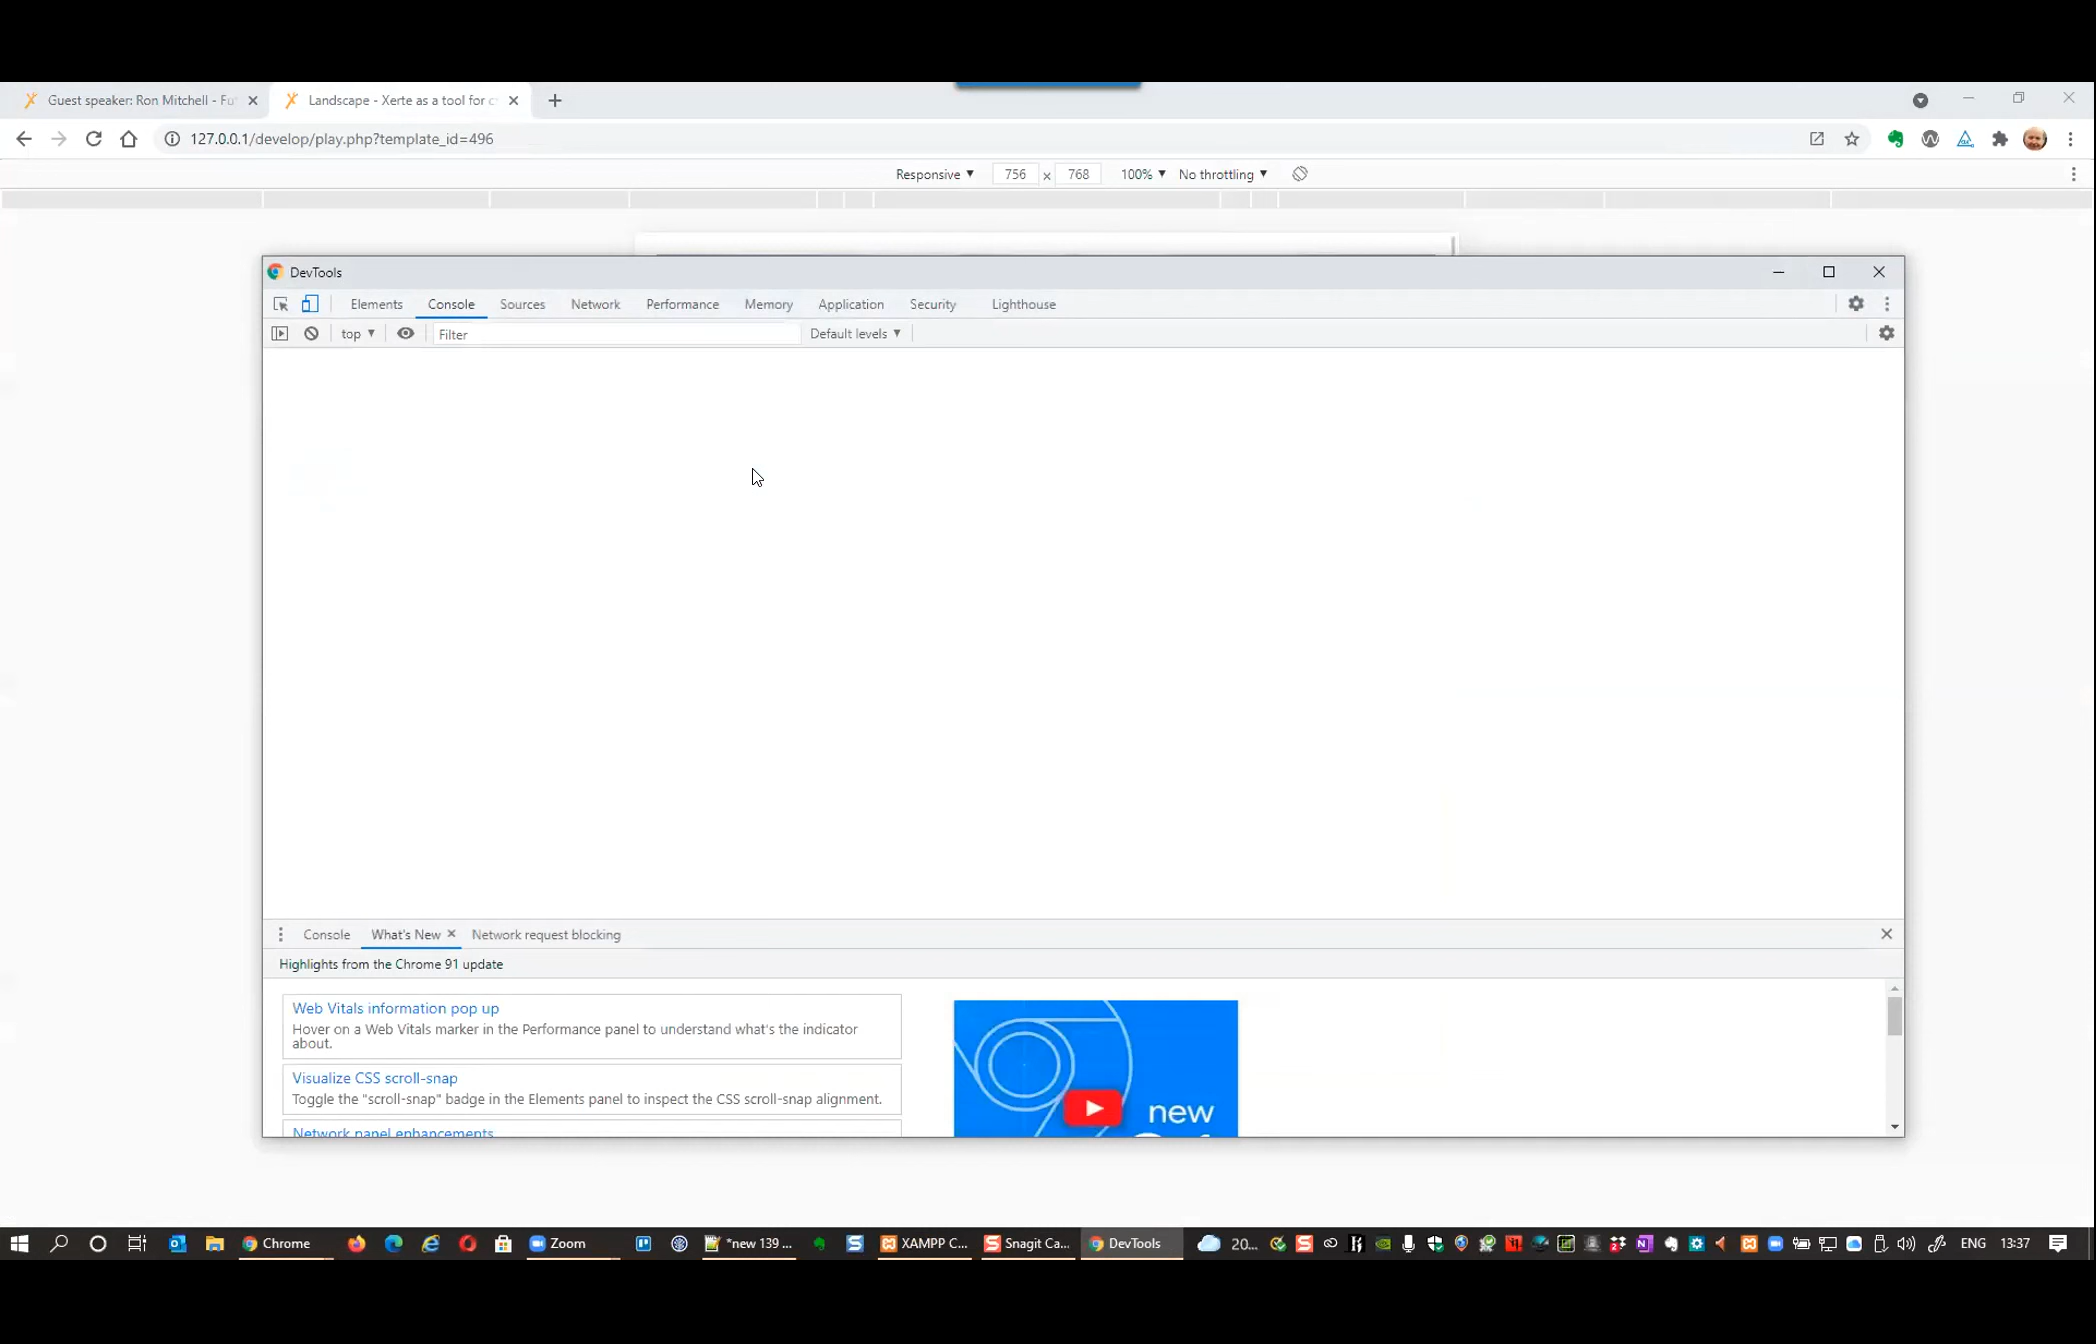 Guest speaker: Ron Mitchell - Fu
Landscape - Xerte as a tool for c
127.0.0.1/develop/play.php?template_id=496
Responsive 756 x 768 100% No throttling
DevTools
Elements Console Sources Network Performance Memory Application Security Lighthouse
top Filter Default levels
Console What's New Network request blocking
Highlights from the Chrome 91 update
Web Vitals information pop up
Hover on a Web Vitals marker in the Performance panel to understand what's the indicator
about.
Visualize CSS scroll-snap
Toggle the "scroll-snap" badge in the Elements panel to inspect the CSS scroll-snap alignment.
Network panel enhancements
new
Chrome Zoom *new 139 ... XAMPP C... Snagit Ca... DevTools 20... ENG 13:37